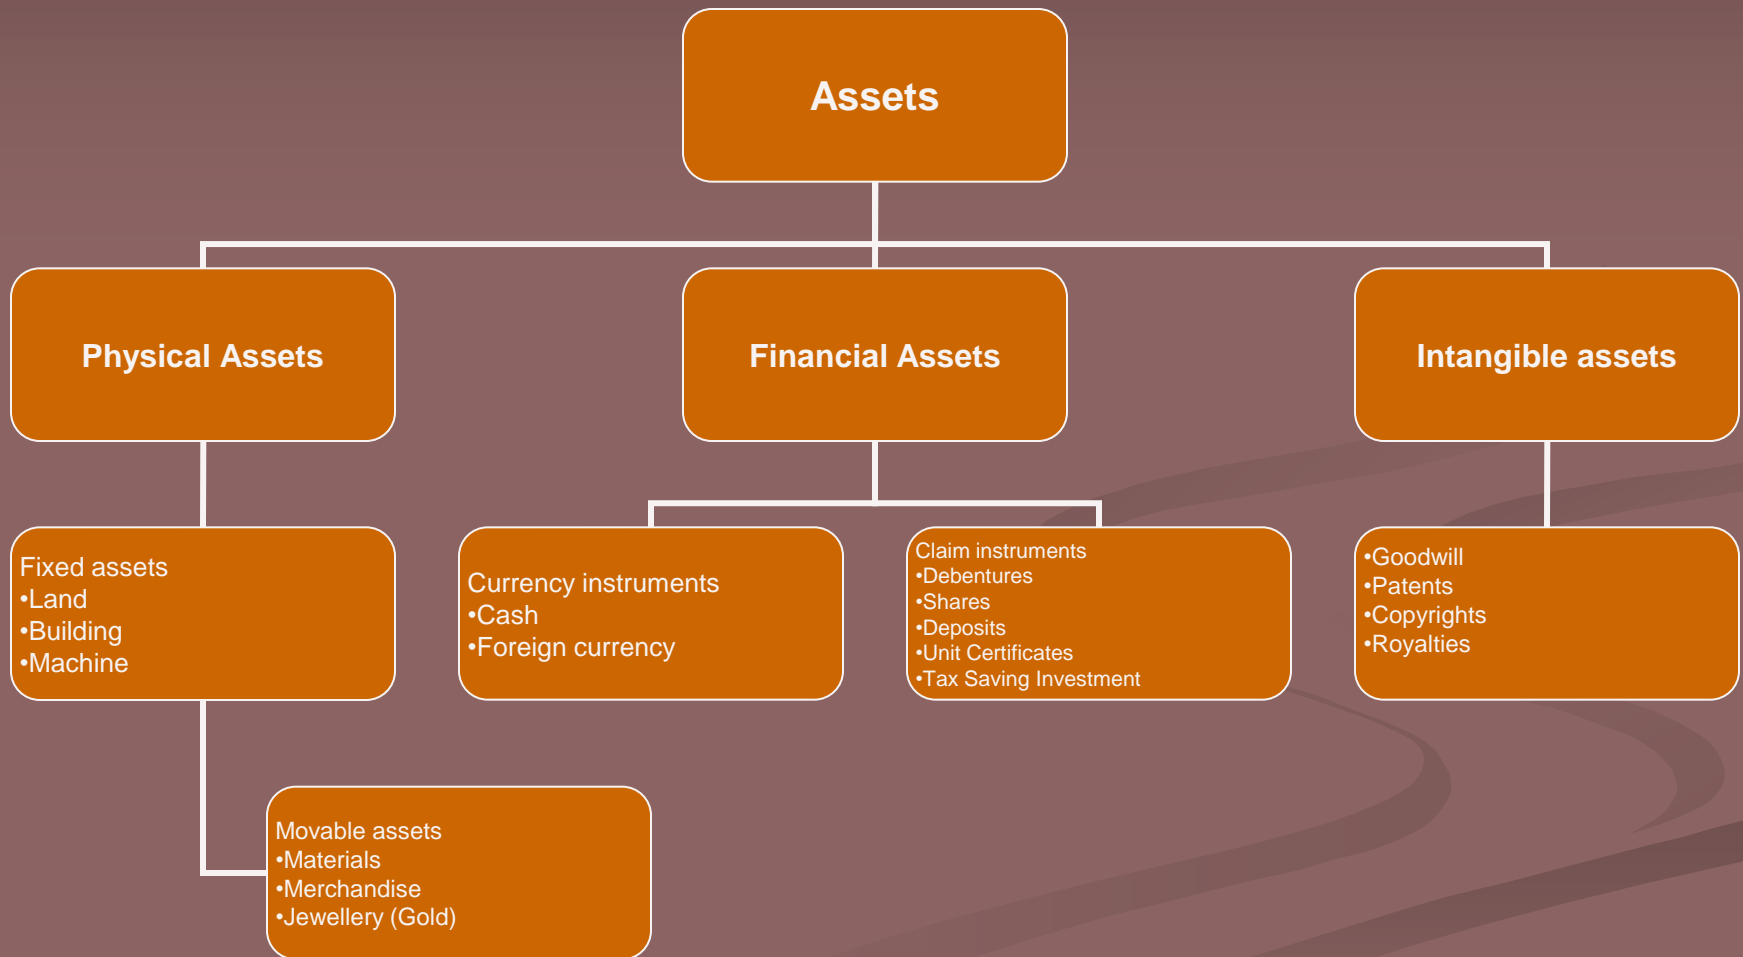 Assets
Physical Assets
Financial Assets
Intangible assets
Fixed assets
•Land
•Building
•Machine
Currency instruments
•Cash
•Foreign currency
Claim instruments
•Debentures
•Shares
•Deposits
•Unit Certificates
•Tax Saving Investment
•Goodwill
•Patents
•Copyrights
•Royalties
Movable assets
•Materials
•Merchandise
•Jewellery (Gold)